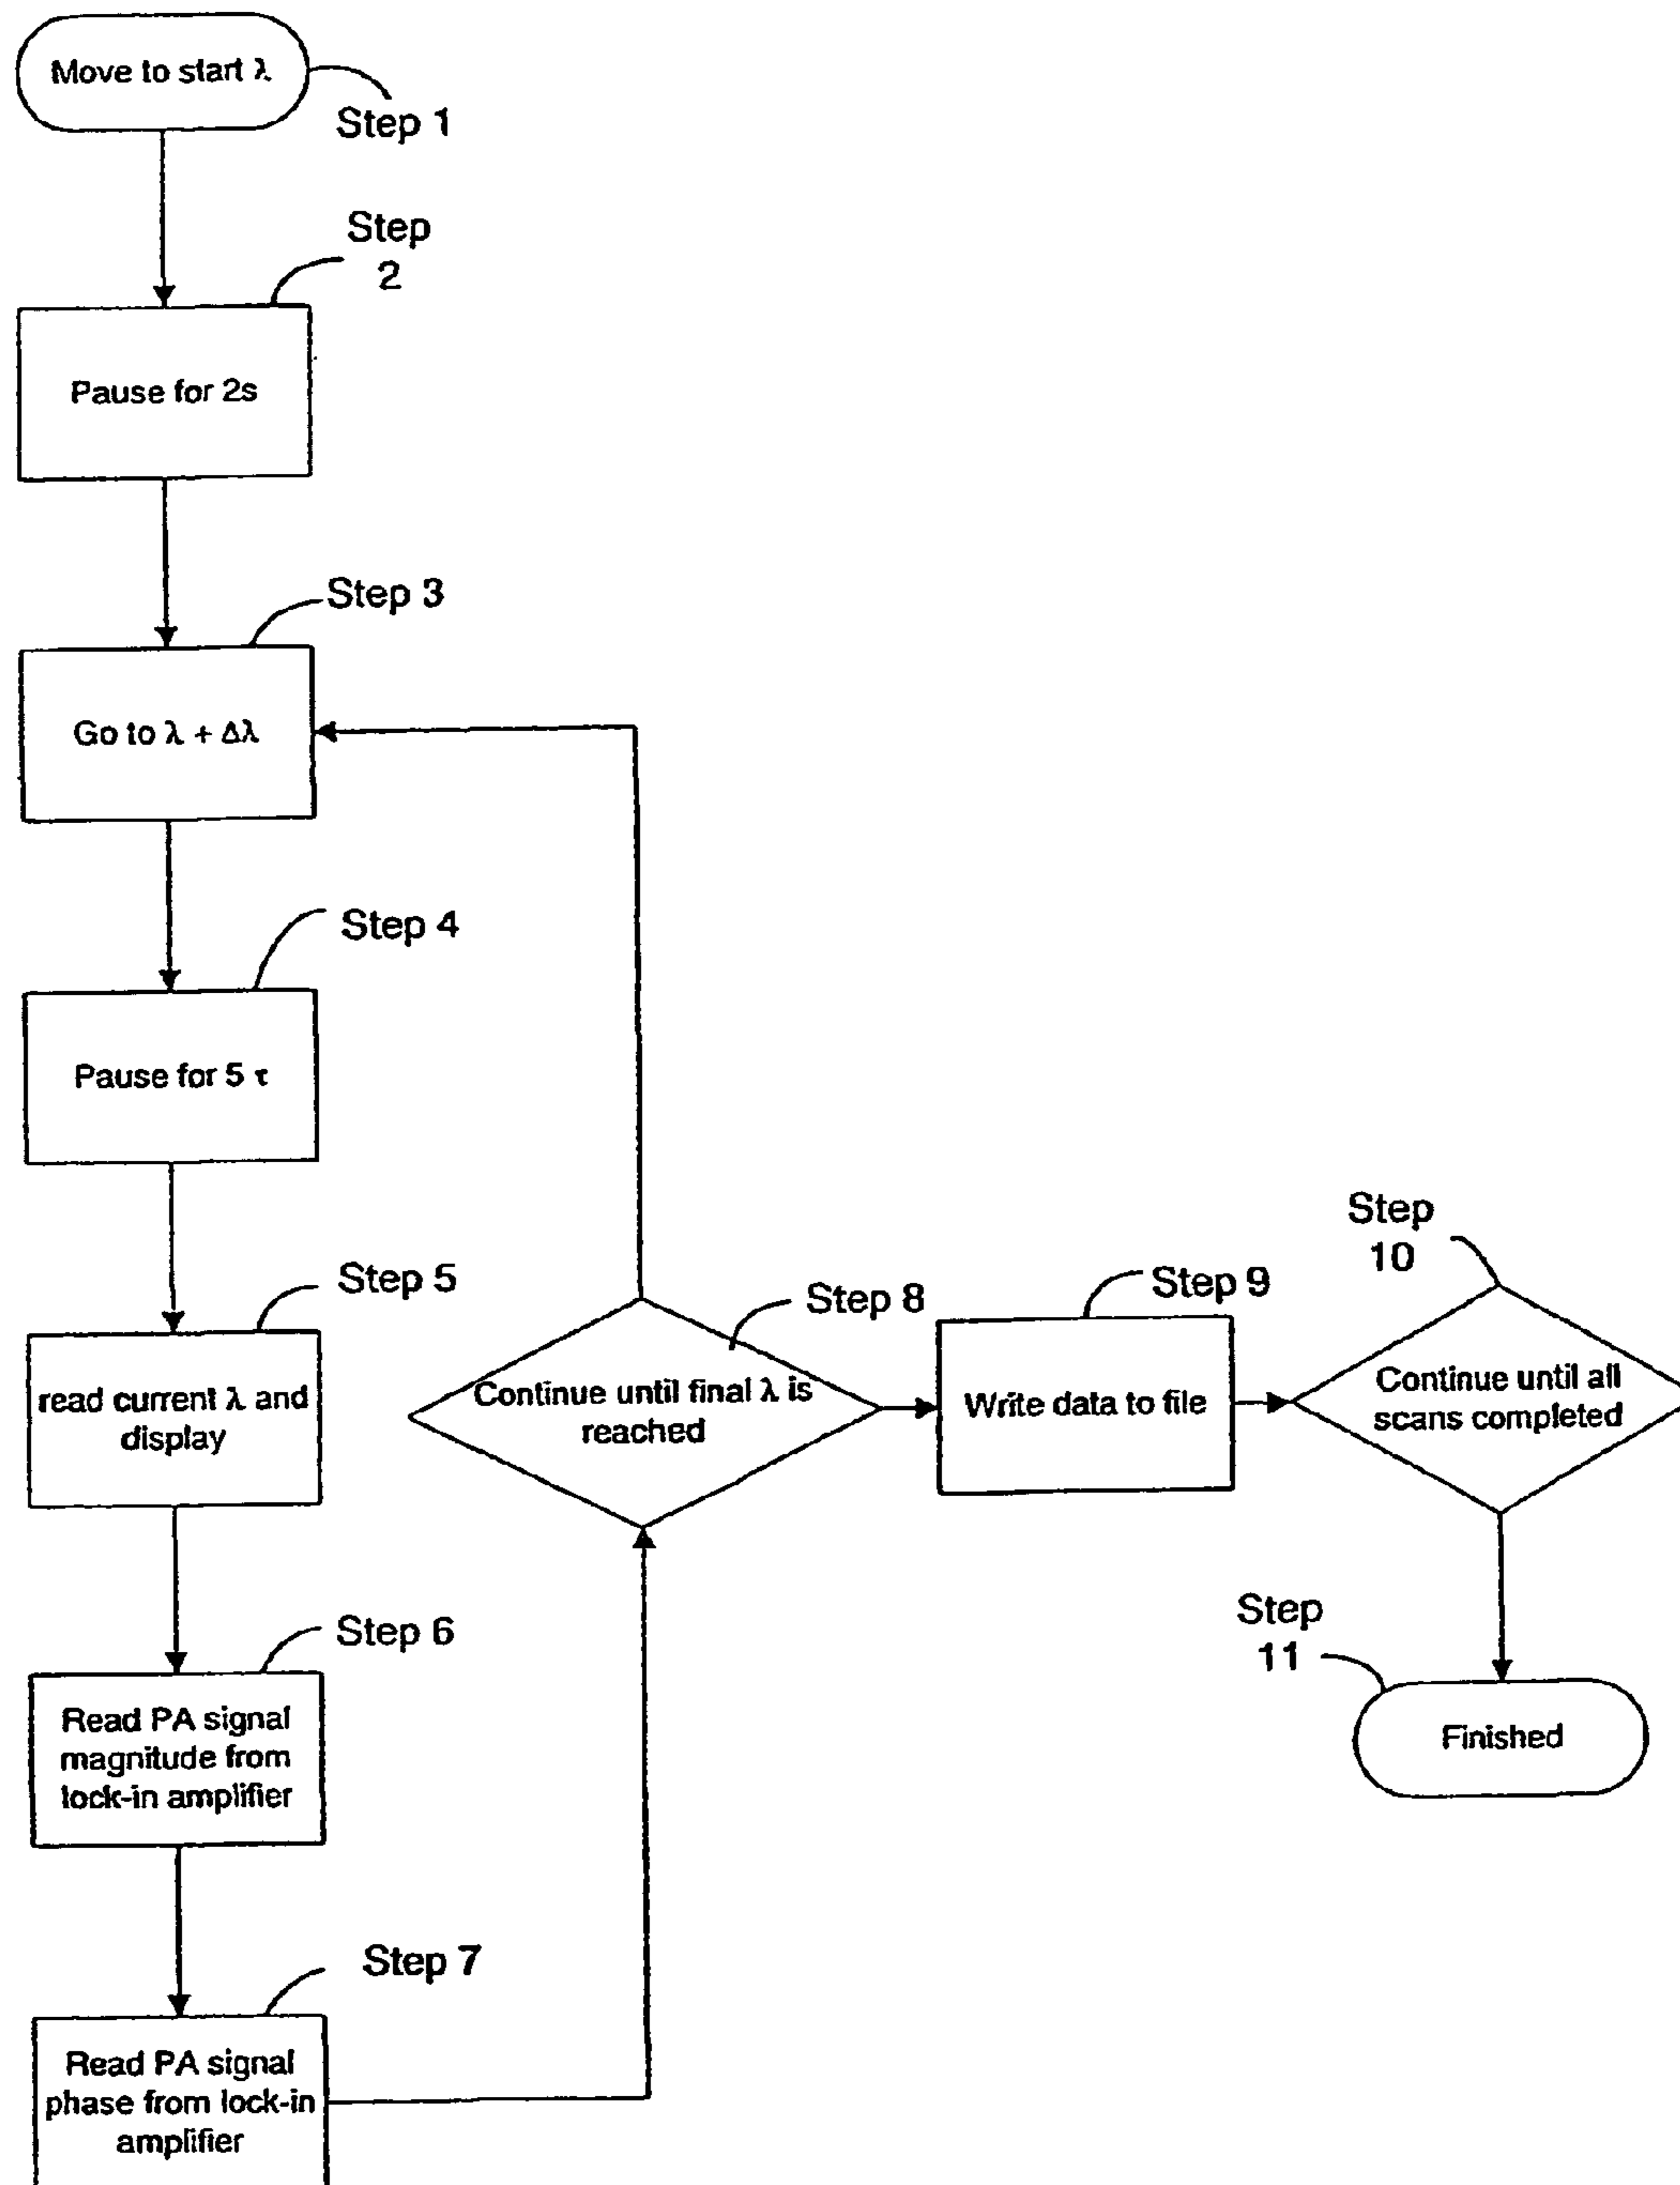 Move to start λ
Step 1
Step
2
Pause for 2s
Step 3
Go to λ + Δλ
Step 4
Pause for 5 τ
Step 5
read current λ and
display
Step 6
Read PA signal
magnitude from
lock-in amplifier
Step 7
Read PA signal
phase from lock-in
amplifier
Step 8
Continue until final λ is
reached
Step 9
Write data to file
Step
10
Continue until all
scans completed
Step
11
Finished